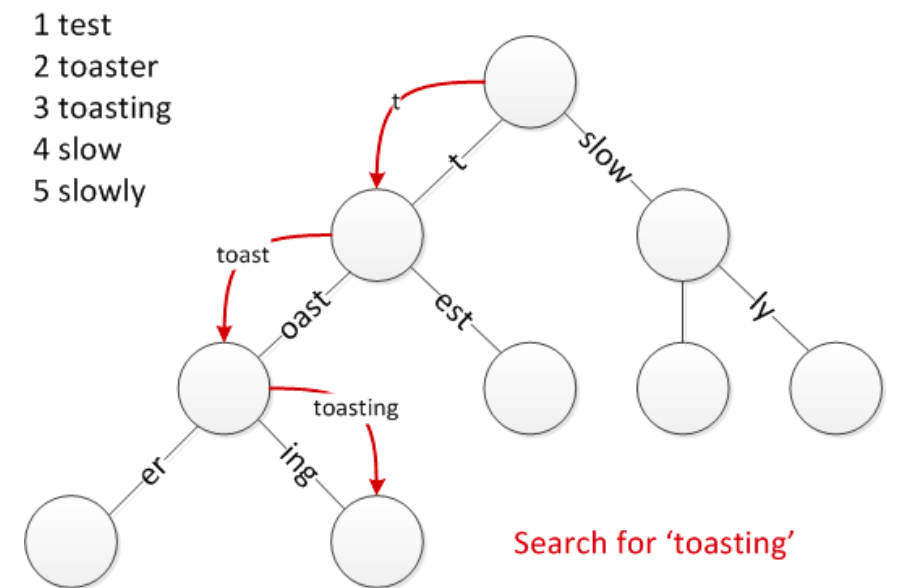 1 test
2 toaster
3 toasting
4 slow
5 slowly
t
t
slow
toast
oast
est
ly
toasting
er
ing
Search for ‘toasting’